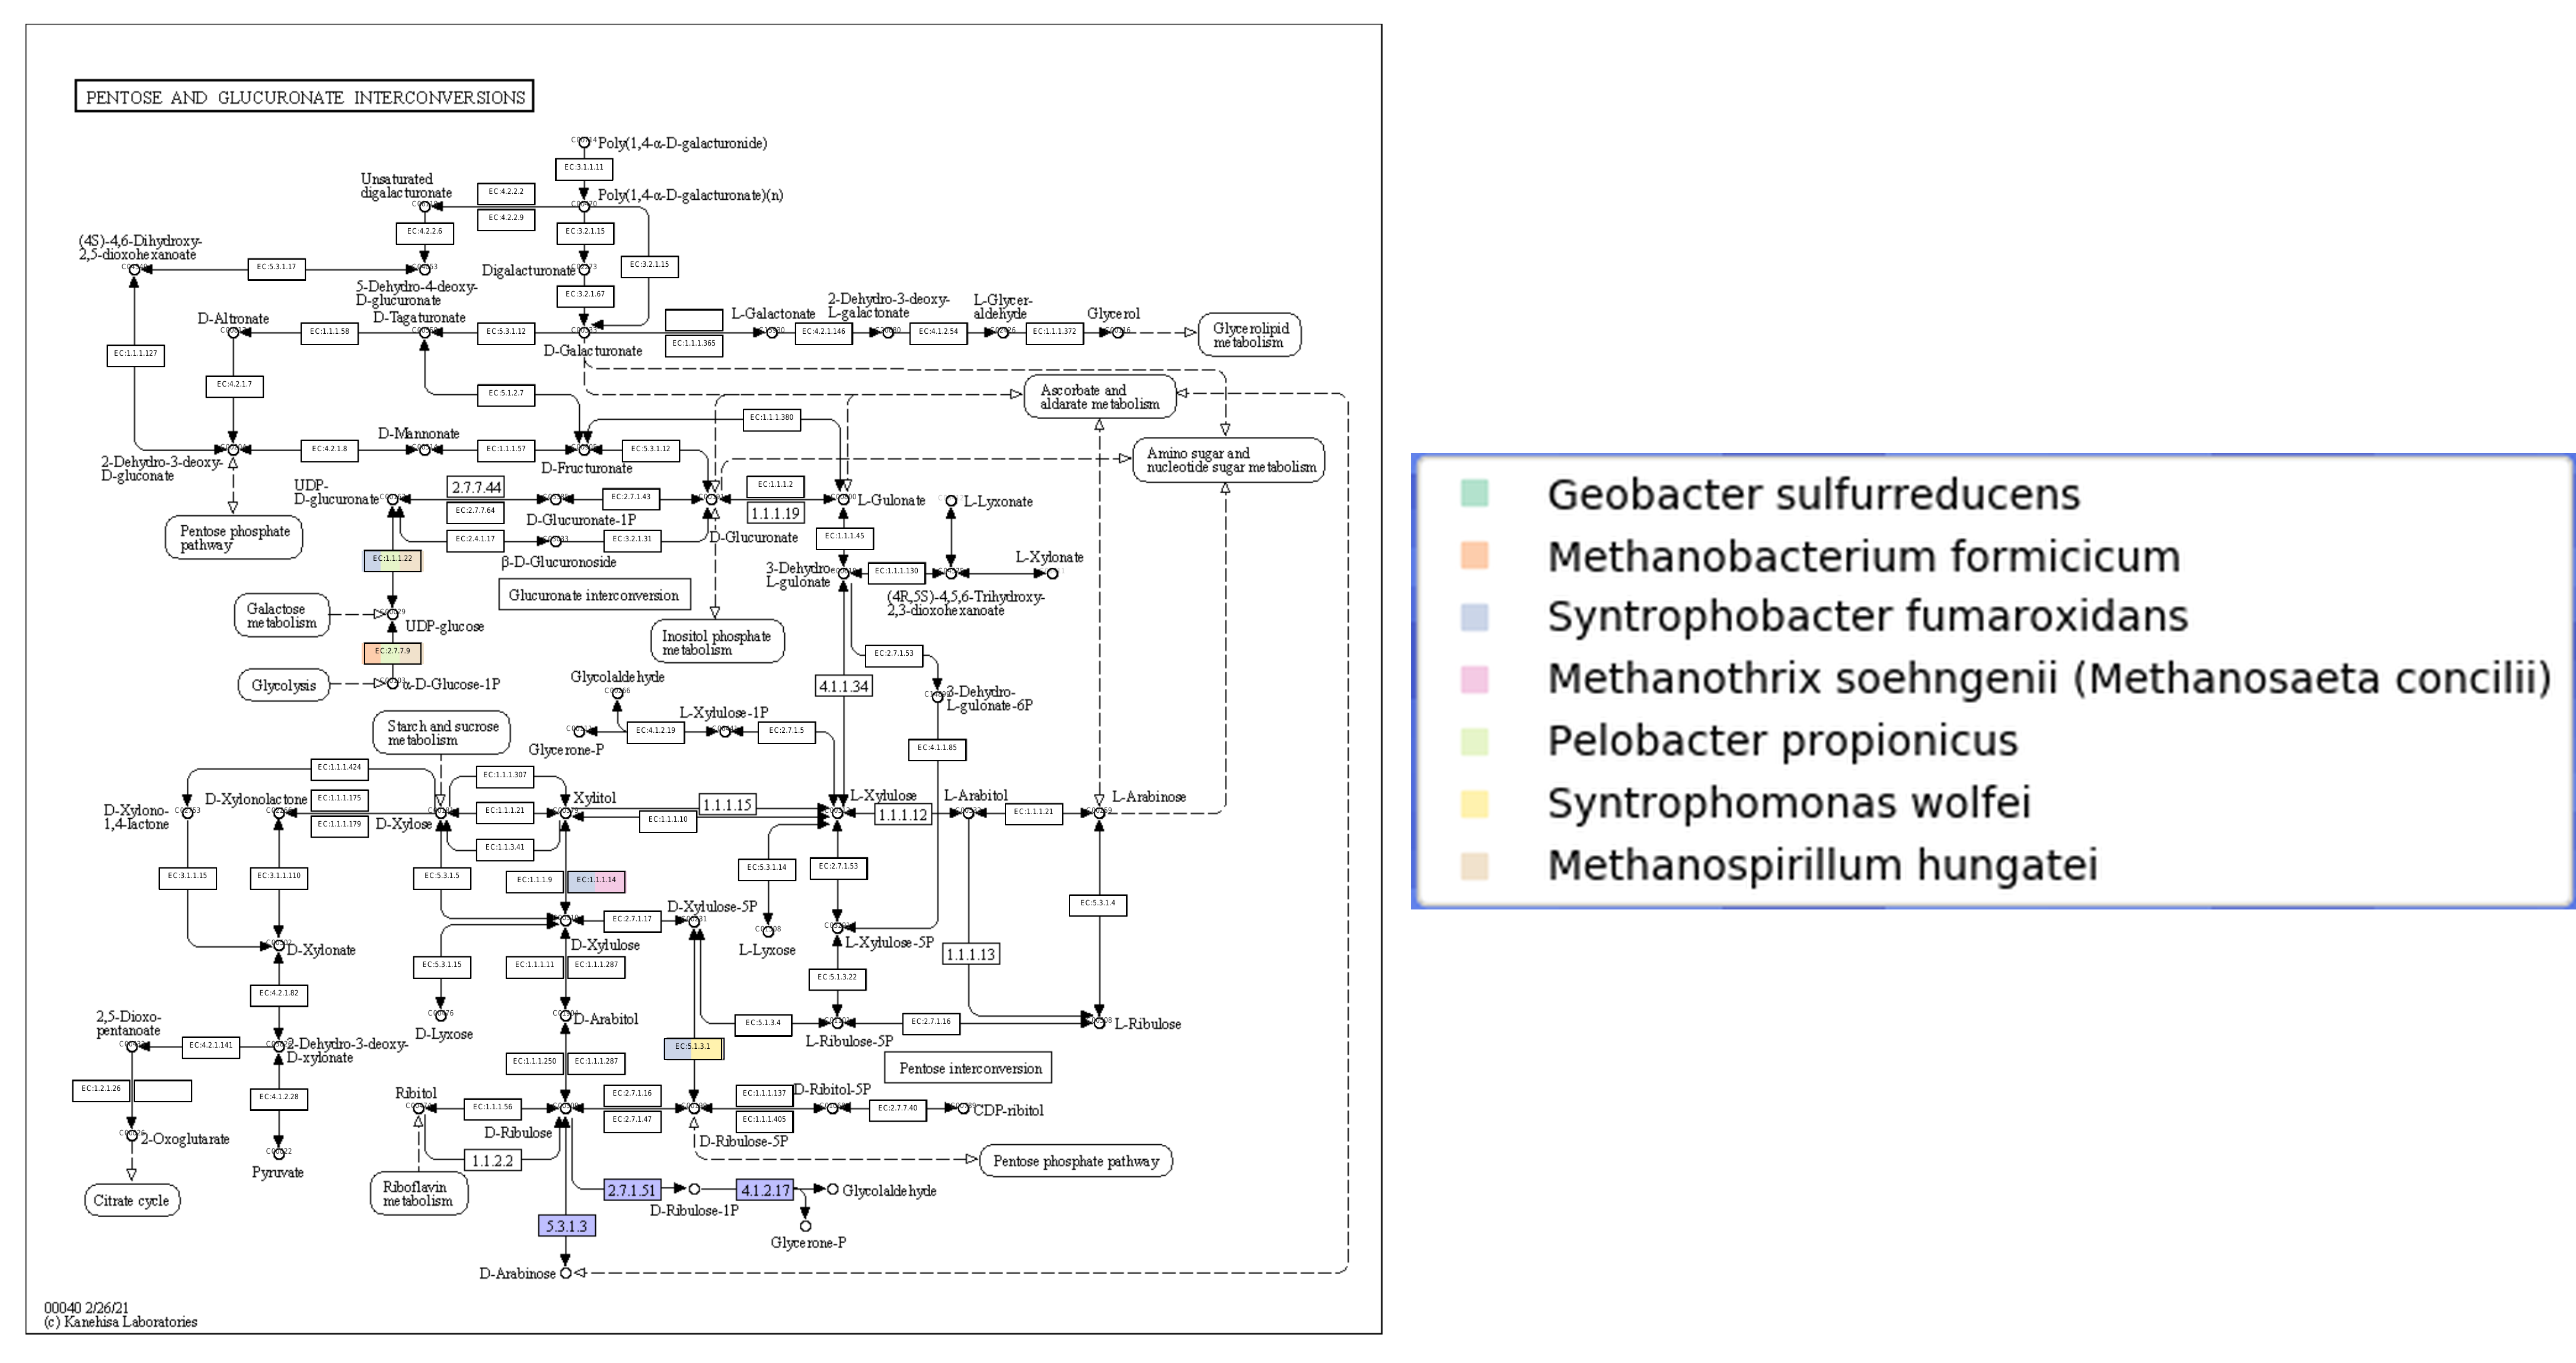 PENTOSE AND GLUCURONATE INTERCONVERSIONS
Poly(1,4-α-D-galacturonide)
EC:3.1.1.11
Unsaturated
digalacturonate
EC:4.2.2.2
Poly(1,4-α-D-galacturonate)(n)
EC:4.2.2.9
EC:4.2.2.6
EC:3.2.1.15
(4S)-4,6-Dihydroxy-
2,5-dioxohexanoate
EC:5.3.1.17
Digalacturonate
EC:3.2.1.15
5-Dehydro-4-deoxy-
D-glucuronate
EC:3.2.1.67
D-Altronate
EC:1.1.1.58
D-Tagaturonate
EC:5.3.1.12
D-Galacturonate
EC:1.1.1.365
L-Galactonate
EC:4.2.1.146
2-Dehydro-3-deoxy-
L-galactonate
EC:4.1.2.54
L-Glycer-
aldehyde
EC:1.1.1.372
Glycerol
Glycerolipid
metabolism
EC:1.1.1.127
EC:4.2.1.7
EC:5.1.2.7
Ascorbate and
aldarate metabolism
EC:1.1.1.380
D-Mannonate
EC:4.2.1.8
EC:1.1.1.57
EC:5.3.1.12
D-Fructuronate
2-Dehydro-3-deoxy-
D-gluconate
Amino sugar and
nucleotide sugar metabolism
UDP-
D-glucuronate
2.7.7.44
EC:2.7.7.64
EC:2.7.1.43
D-Glucuronate-1P
EC:1.1.1.2
1.1.1.19
L-Gulonate
L-Lyxonate
Pentose phosphate
pathway
EC:2.4.1.17
EC:3.2.1.31
D-Glucuronate
EC:1.1.1.45
EC:1.1.1.22
β-D-Glucuronoside
L-Xylonate
3-Dehydro-
L-gulonate
EC:1.1.1.130
Glucuronate interconversion
(4R,5S)-4,5,6-Trihydroxy-
2,3-dioxohexanoate
Galactose
metabolism
UDP-glucose
Inositol phosphate
metabolism
EC:2.7.7.9
EC:2.7.1.53
Glycolysis
α-D-Glucose-1P
Glycolaldehyde
4.1.1.34
3-Dehydro-
L-gulonate-6P
Starch and sucrose
metabolism
L-Xylulose-1P
EC:4.1.2.19
EC:2.7.1.5
Glycerone-P
EC:4.1.1.85
EC:1.1.1.424
EC:1.1.1.307
D-Xylono-
1,4-lactone
D-Xylonolactone
EC:1.1.1.175
EC:1.1.1.179
D-Xylose
EC:1.1.1.21
Xylitol
1.1.1.15
EC:1.1.1.10
L-Xylulose
1.1.1.12
L-Arabitol
EC:1.1.1.21
L-Arabinose
EC:1.1.3.41
EC:3.1.1.15
EC:3.1.1.110
EC:5.3.1.5
EC:1.1.1.9
EC:1.1.1.14
EC:5.3.1.14
EC:2.7.1.53
EC:5.3.1.4
D-Xylulose-5P
EC:2.7.1.17
D-Xylulose
D-Xylonate
L-Lyxose
L-Xylulose-5P
1.1.1.13
EC:5.3.1.15
EC:1.1.1.11
EC:1.1.1.287
EC:5.1.3.22
EC:4.2.1.82
D-Lyxose
D-Arabitol
EC:5.1.3.4
EC:2.7.1.16
L-Ribulose
2,5-Dioxo-
pentanoate
EC:4.2.1.141
2-Dehydro-3-deoxy-
D-xylonate
L-Ribulose-5P
EC:5.1.3.1
EC:1.1.1.250
EC:1.1.1.287
Pentose interconversion
EC:1.2.1.26
EC:4.1.2.28
Ribitol
EC:1.1.1.56
EC:2.7.1.16
EC:2.7.1.47
EC:1.1.1.137
EC:1.1.1.405
D-Ribitol-5P
EC:2.7.7.40
CDP-ribitol
D-Ribulose
D-Ribulose-5P
2-Oxoglutarate
Pyruvate
1.1.2.2
Pentose phosphate pathway
Citrate cycle
Riboflavin
metabolism
2.7.1.51
D-Ribulose-1P
4.1.2.17
Glycolaldehyde
5.3.1.3
Glycerone-P
D-Arabinose
00040 2/26/21
(c) Kanehisa Laboratories
Geobacter sulfurreducens
Methanobacterium formicicum
Syntrophobacter fumaroxidans
Methanothrix soehngenii (Methanosaeta concilii)
Pelobacter propionicus
Syntrophomonas wolfei
Methanospirillum hungatei